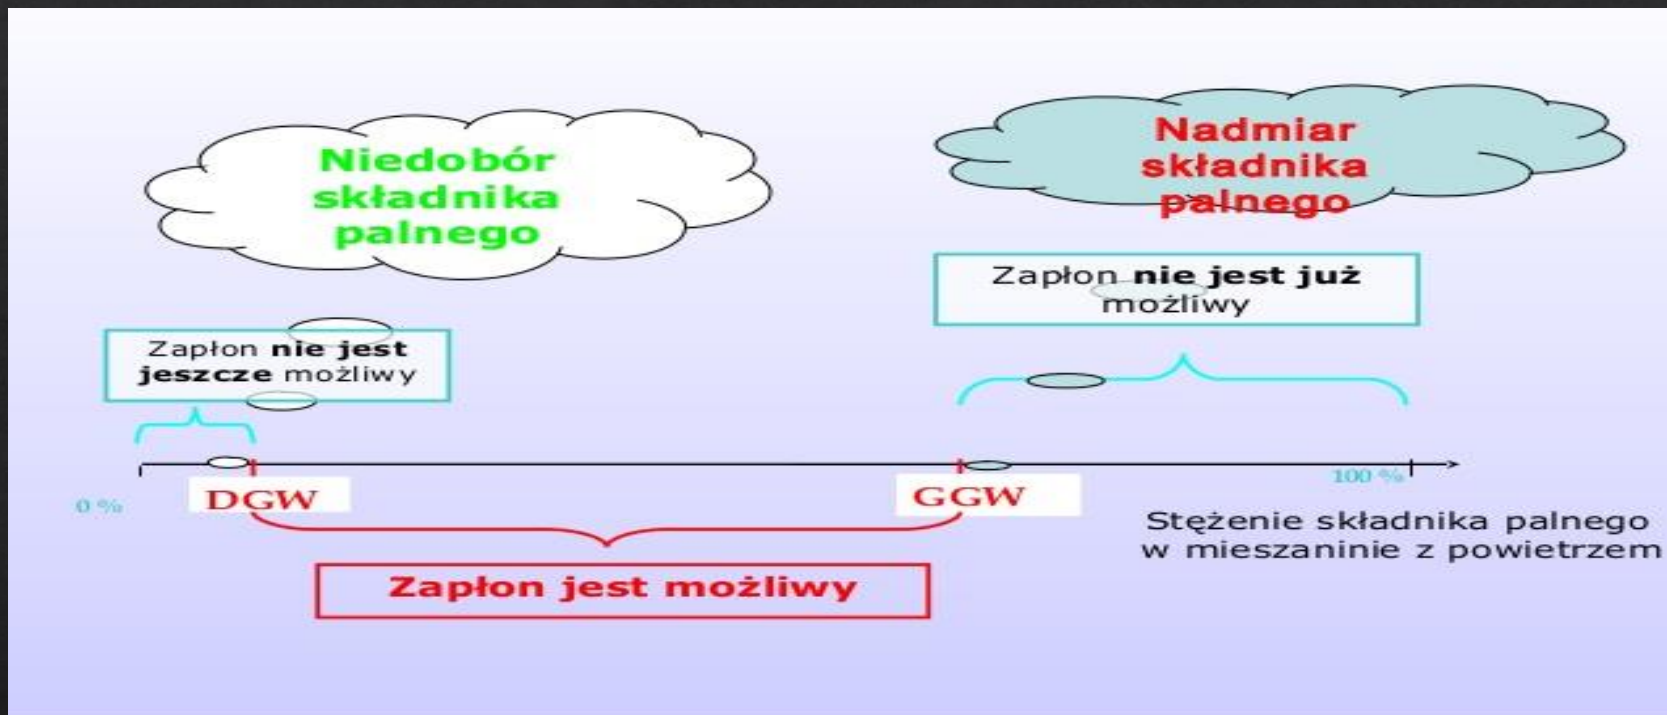 Niedobór
składnika
palnego
Nadmiar
składnika
palnego
Zapłon nie jest już
możliwy
Zapłon nie jest
jeszcze możliwy
0 %
DGW
GGW
100 %
Stężenie składnika palnego
w mieszaninie z powietrzem
Zapłon jest możliwy